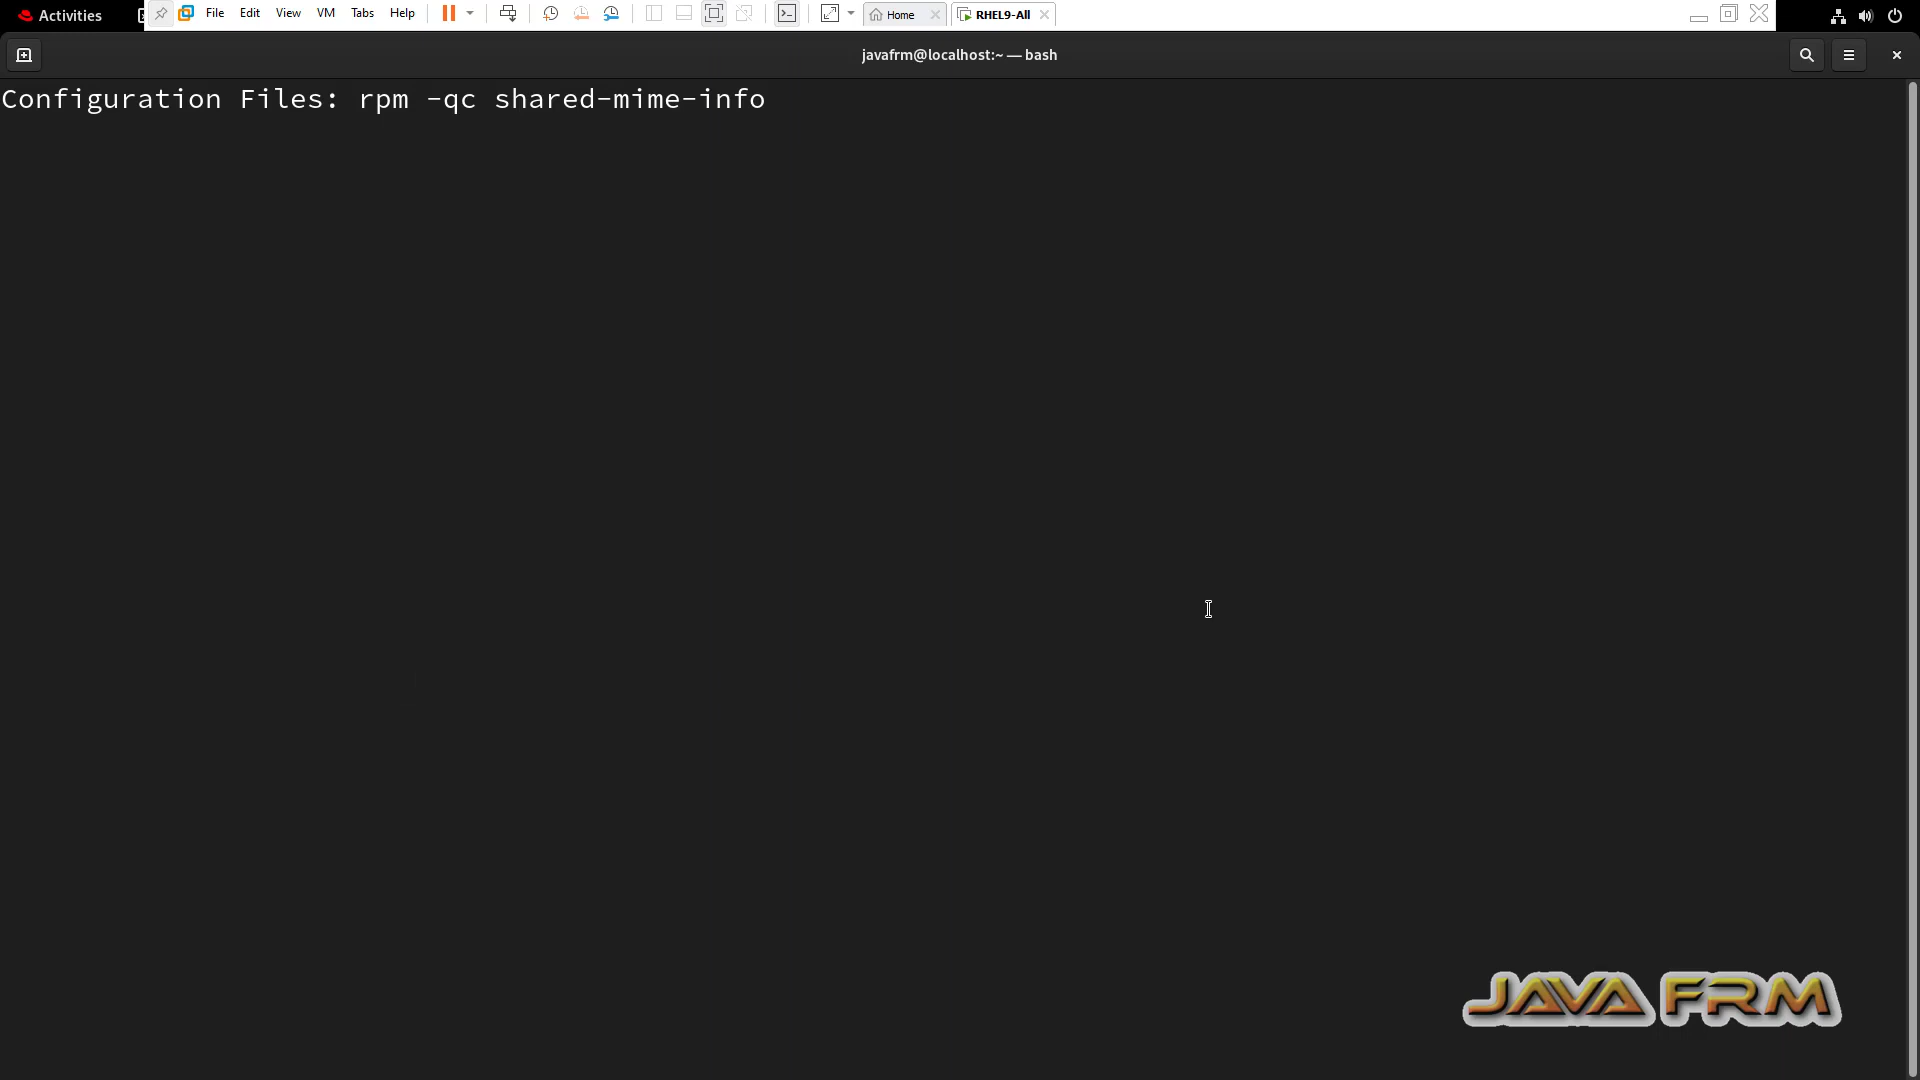 Activities
File Edit View VM Tabs Help
Home
RHEL9-All
javafrm@localhost:~ — bash
Configuration Files: rpm -qc shared-mime-info
JAVA FRM